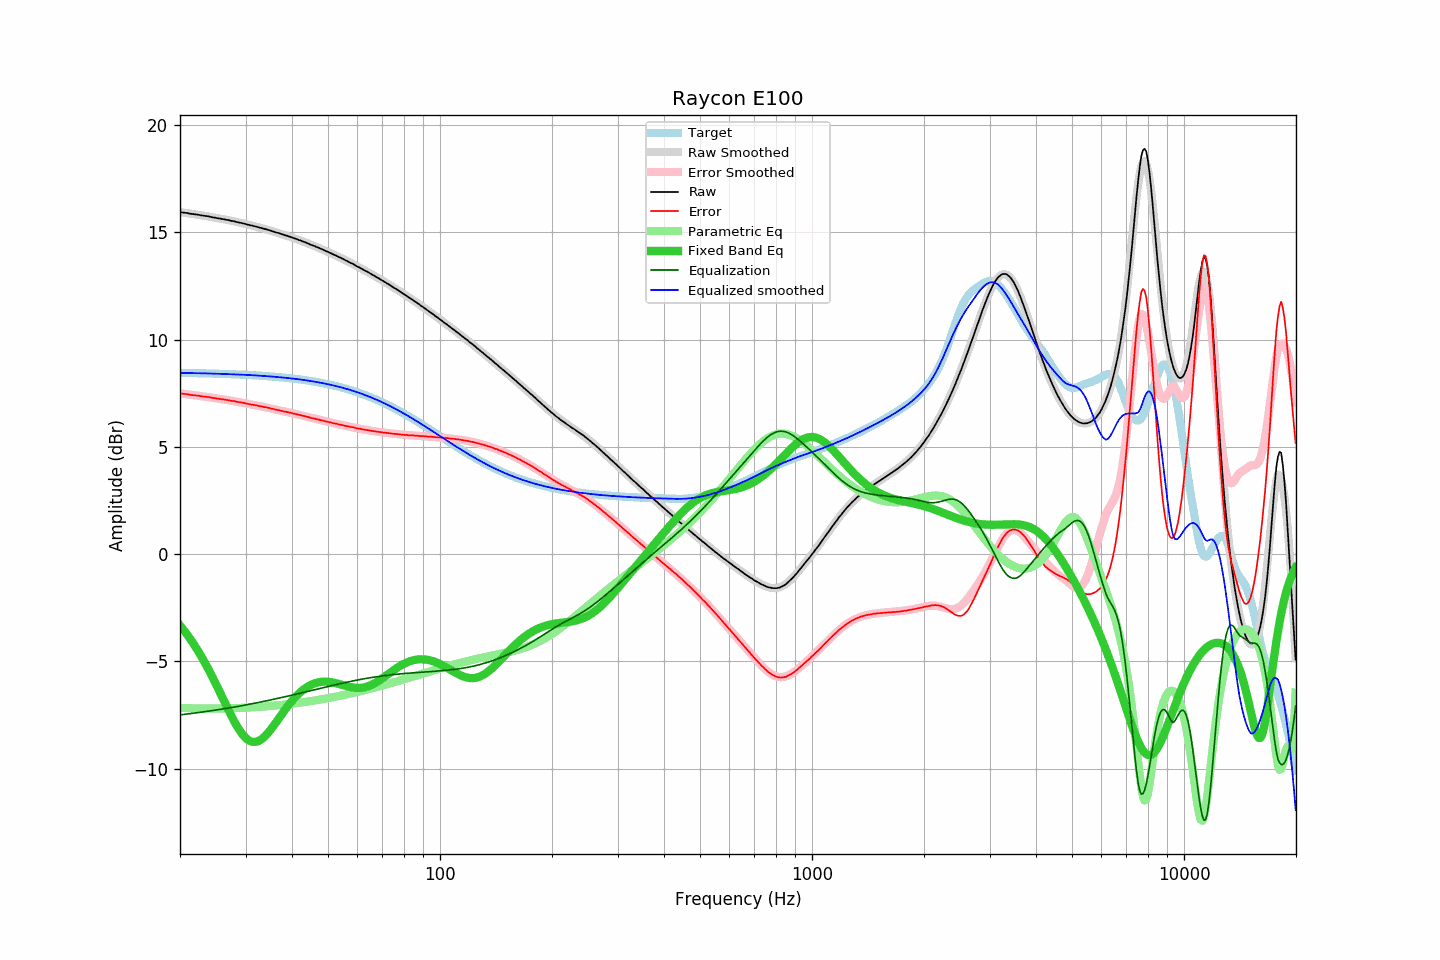 Raycon E100
Target
Raw Smoothed
Error Smoothed
Raw
Error
Parametric Eq
Fixed Band Eq
Equalization
Equalized smoothed
Amplitude (dBr)
20
15
10
5
0
−5
−10
100
1000
10000
Frequency (Hz)